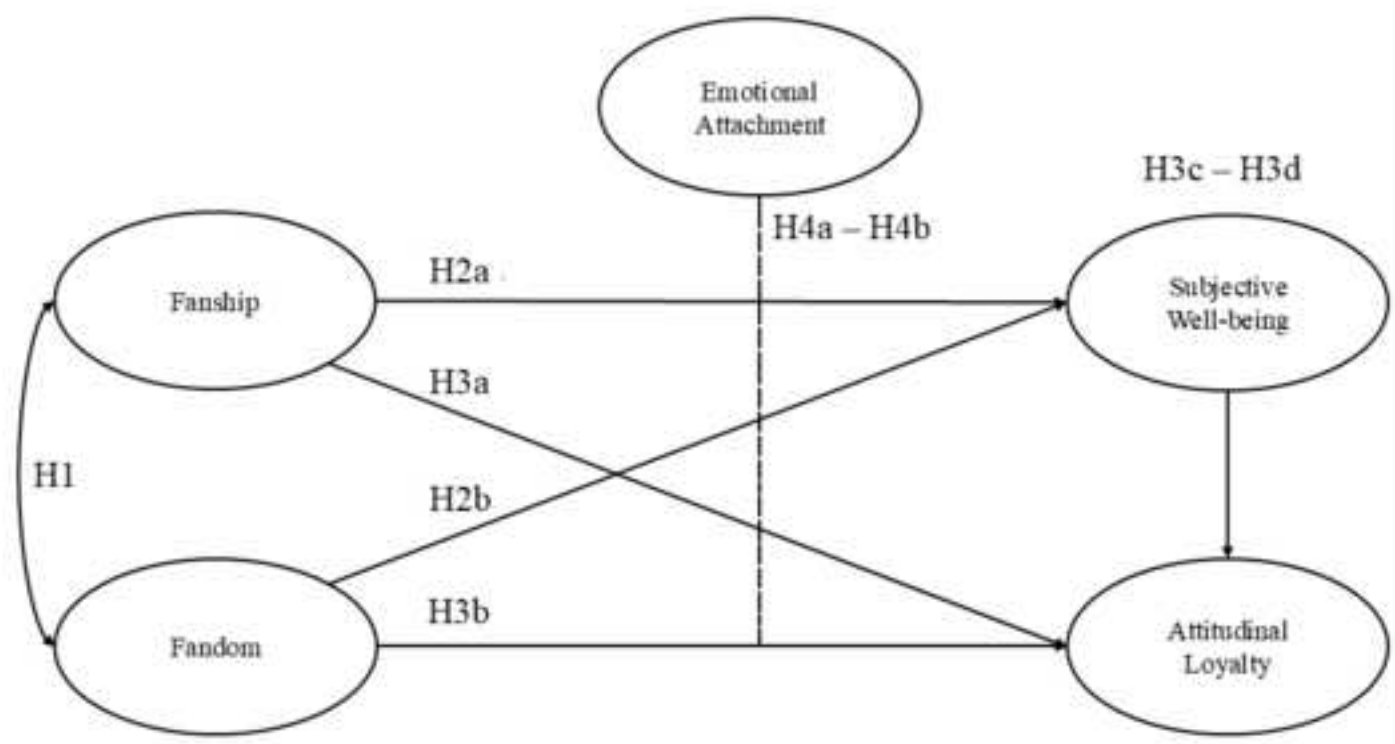 Emotional
Attachment
H3c – H3d
H4a – H4b
H2a
Fanship
Subjective
Well-being
H3a
H1
H2b
H3b
Fandom
Attitudinal
Loyalty